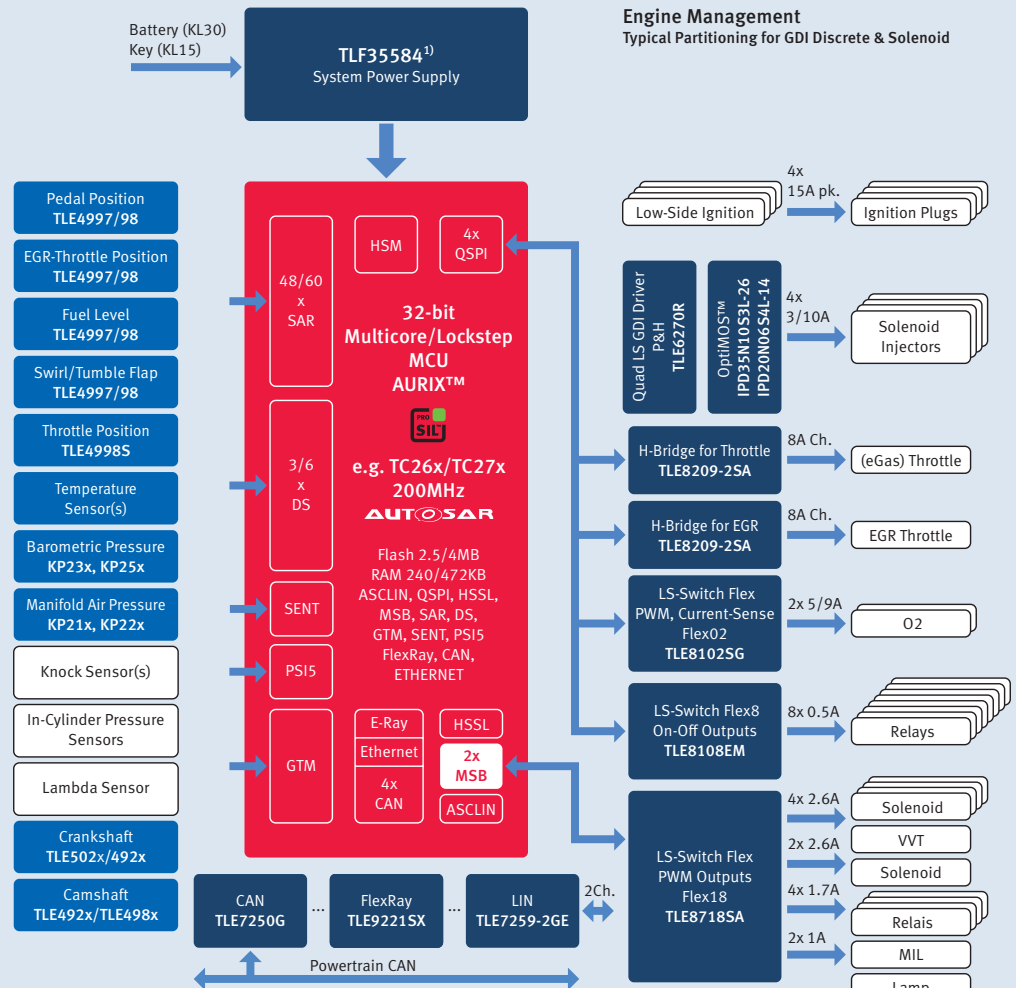 Battery (KL30)
Key (KL15)
TLF35584¹⁾
System Power Supply
Engine Management
Typical Partitioning for GDI Discrete & Solenoid
Pedal Position
TLE4997/98
EGR-Throttle Position
TLE4997/98
Fuel Level
TLE4997/98
Swirl/Tumble Flap
TLE4997/98
Throttle Position
TLE4998S
Temperature
Sensor(s)
Barometric Pressure
KP23x, KP25x
Manifold Air Pressure
KP21x, KP22x
Knock Sensor(s)
In-Cylinder Pressure
Sensors
Lambda Sensor
Crankshaft
TLE502x/492x
Camshaft
TLE492x/TLE498x
48/60
x
SAR
3/6
x
DS
SENT
PSI5
GTM
HSM
4x
QSPI
32-bit
Multicore/Lockstep
MCU
AURIX™
PRO
SIL™
e.g. TC26x/TC27x
200MHz
AUTOSAR
Flash 2.5/4MB
RAM 240/472KB
ASCLIN, QSPI, HSSL,
MSB, SAR, DS,
GTM, SENT, PSI5
FlexRay, CAN,
ETHERNET
E-Ray
Ethernet
4x
CAN
HSSL
2x
MSB
ASCLIN
CAN
TLE7250G
...
FlexRay
TLE9221SX
...
LIN
TLE7259-2GE
2Ch.
Powertrain CAN
Low-Side Ignition
4x
15A pk.
Ignition Plugs
Quad LS GDI Driver
P&H
TLE6270R
OptiMOS™
IPD35N10S3L-26
IPD20N06S4L-14
4x
3/10A
Solenoid
Injectors
H-Bridge for Throttle
TLE8209-2SA
8A Ch.
(eGas) Throttle
H-Bridge for EGR
TLE8209-2SA
8A Ch.
EGR Throttle
LS-Switch Flex
PWM, Current-Sense
Flex02
TLE8102SG
2x 5/9A
O2
LS-Switch Flex8
On-Off Outputs
TLE8108EM
8x 0.5A
Relays
LS-Switch Flex
PWM Outputs
Flex18
TLE8718SA
4x 2.6A
Solenoid
VVT
2x 2.6A
Solenoid
4x 1.7A
Relais
2x 1A
MIL
Lamp